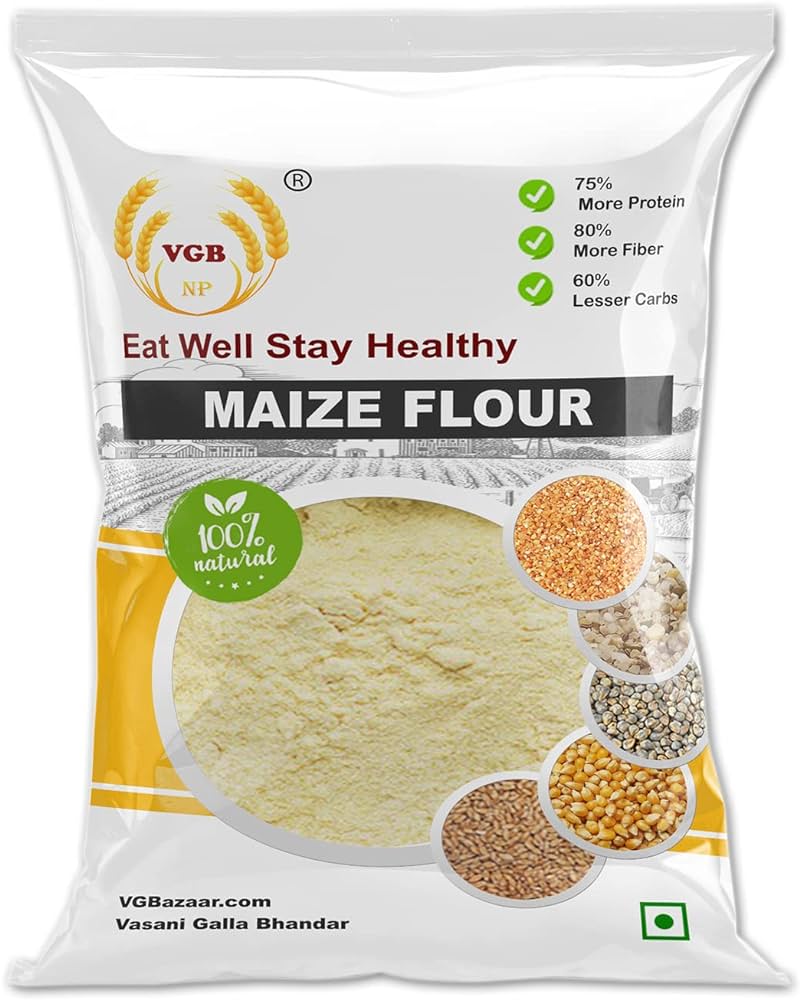 VGB
NP
®
75%
More Protein
80%
More Fiber
60%
Lesser Carbs
Eat Well Stay Healthy
MAIZE FLOUR
100%
natural
VGBazaar.com
Vasani Galla Bhandar